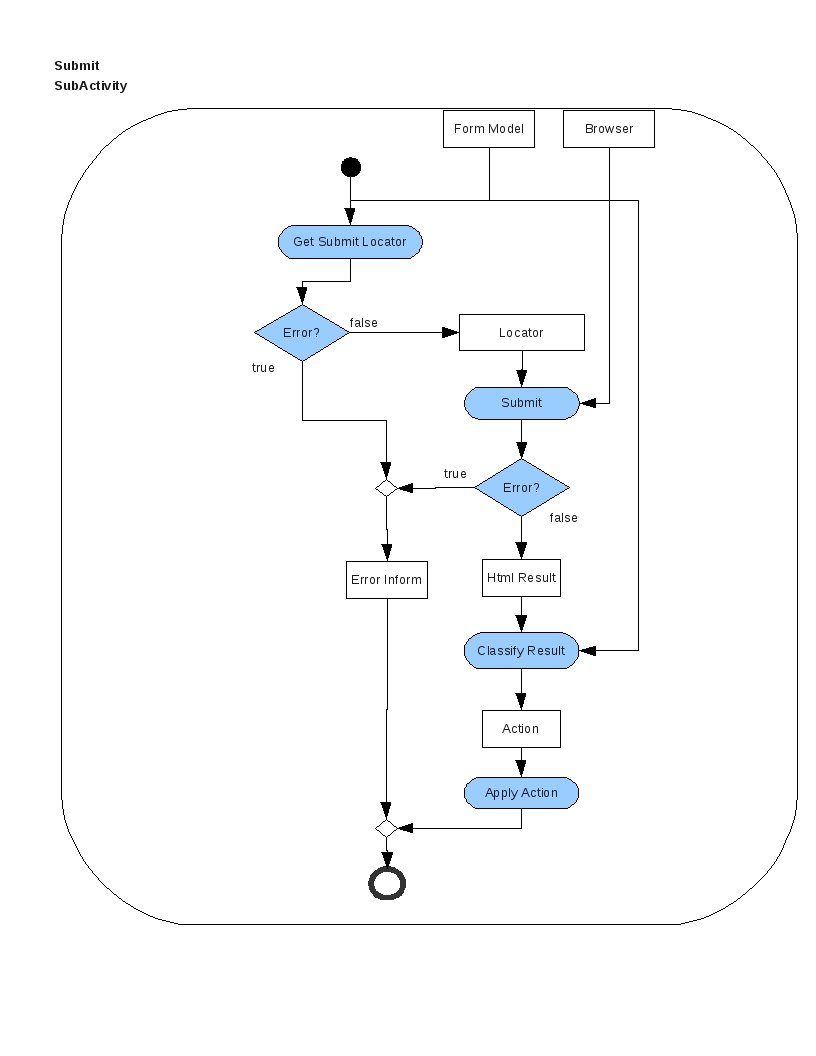 Submit
SubActivity
Form Model
Browser
Get Submit Locator
Error?
false
Locator
true
Submit
true
Error?
false
Error Inform
Html Result
Classify Result
Action
Apply Action